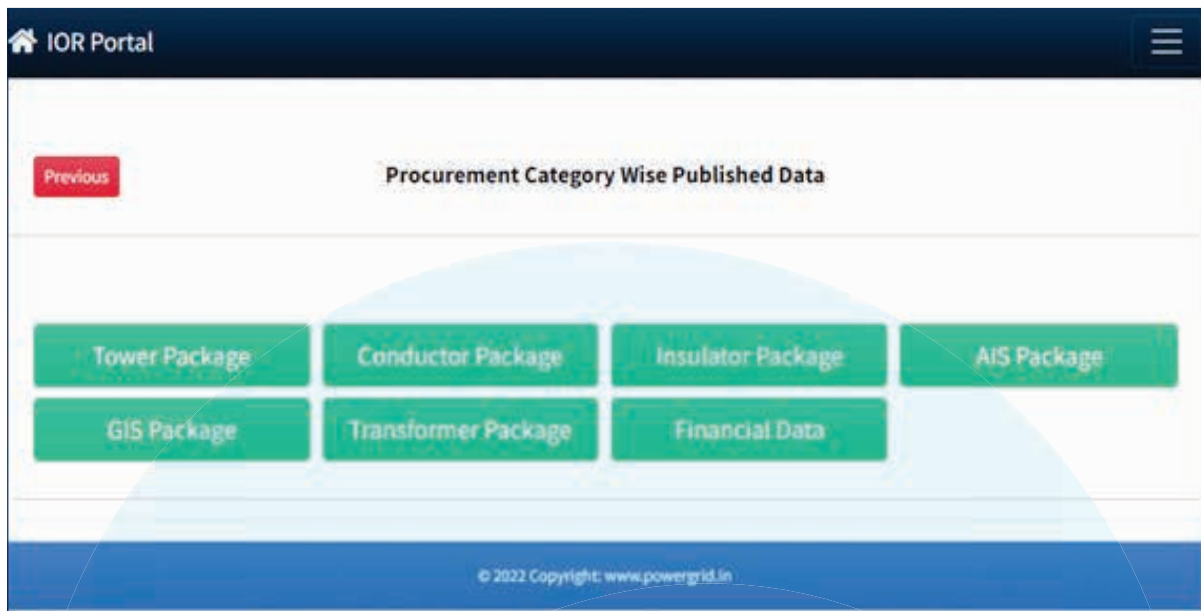 IOR Portal
Previous
Procurement Category Wise Published Data
Tower Package
Conductor Package
Insulator Package
AIS Package
GIS Package
Transformer Package
Financial Data
© 2022 Copyright: www.powergrid.in